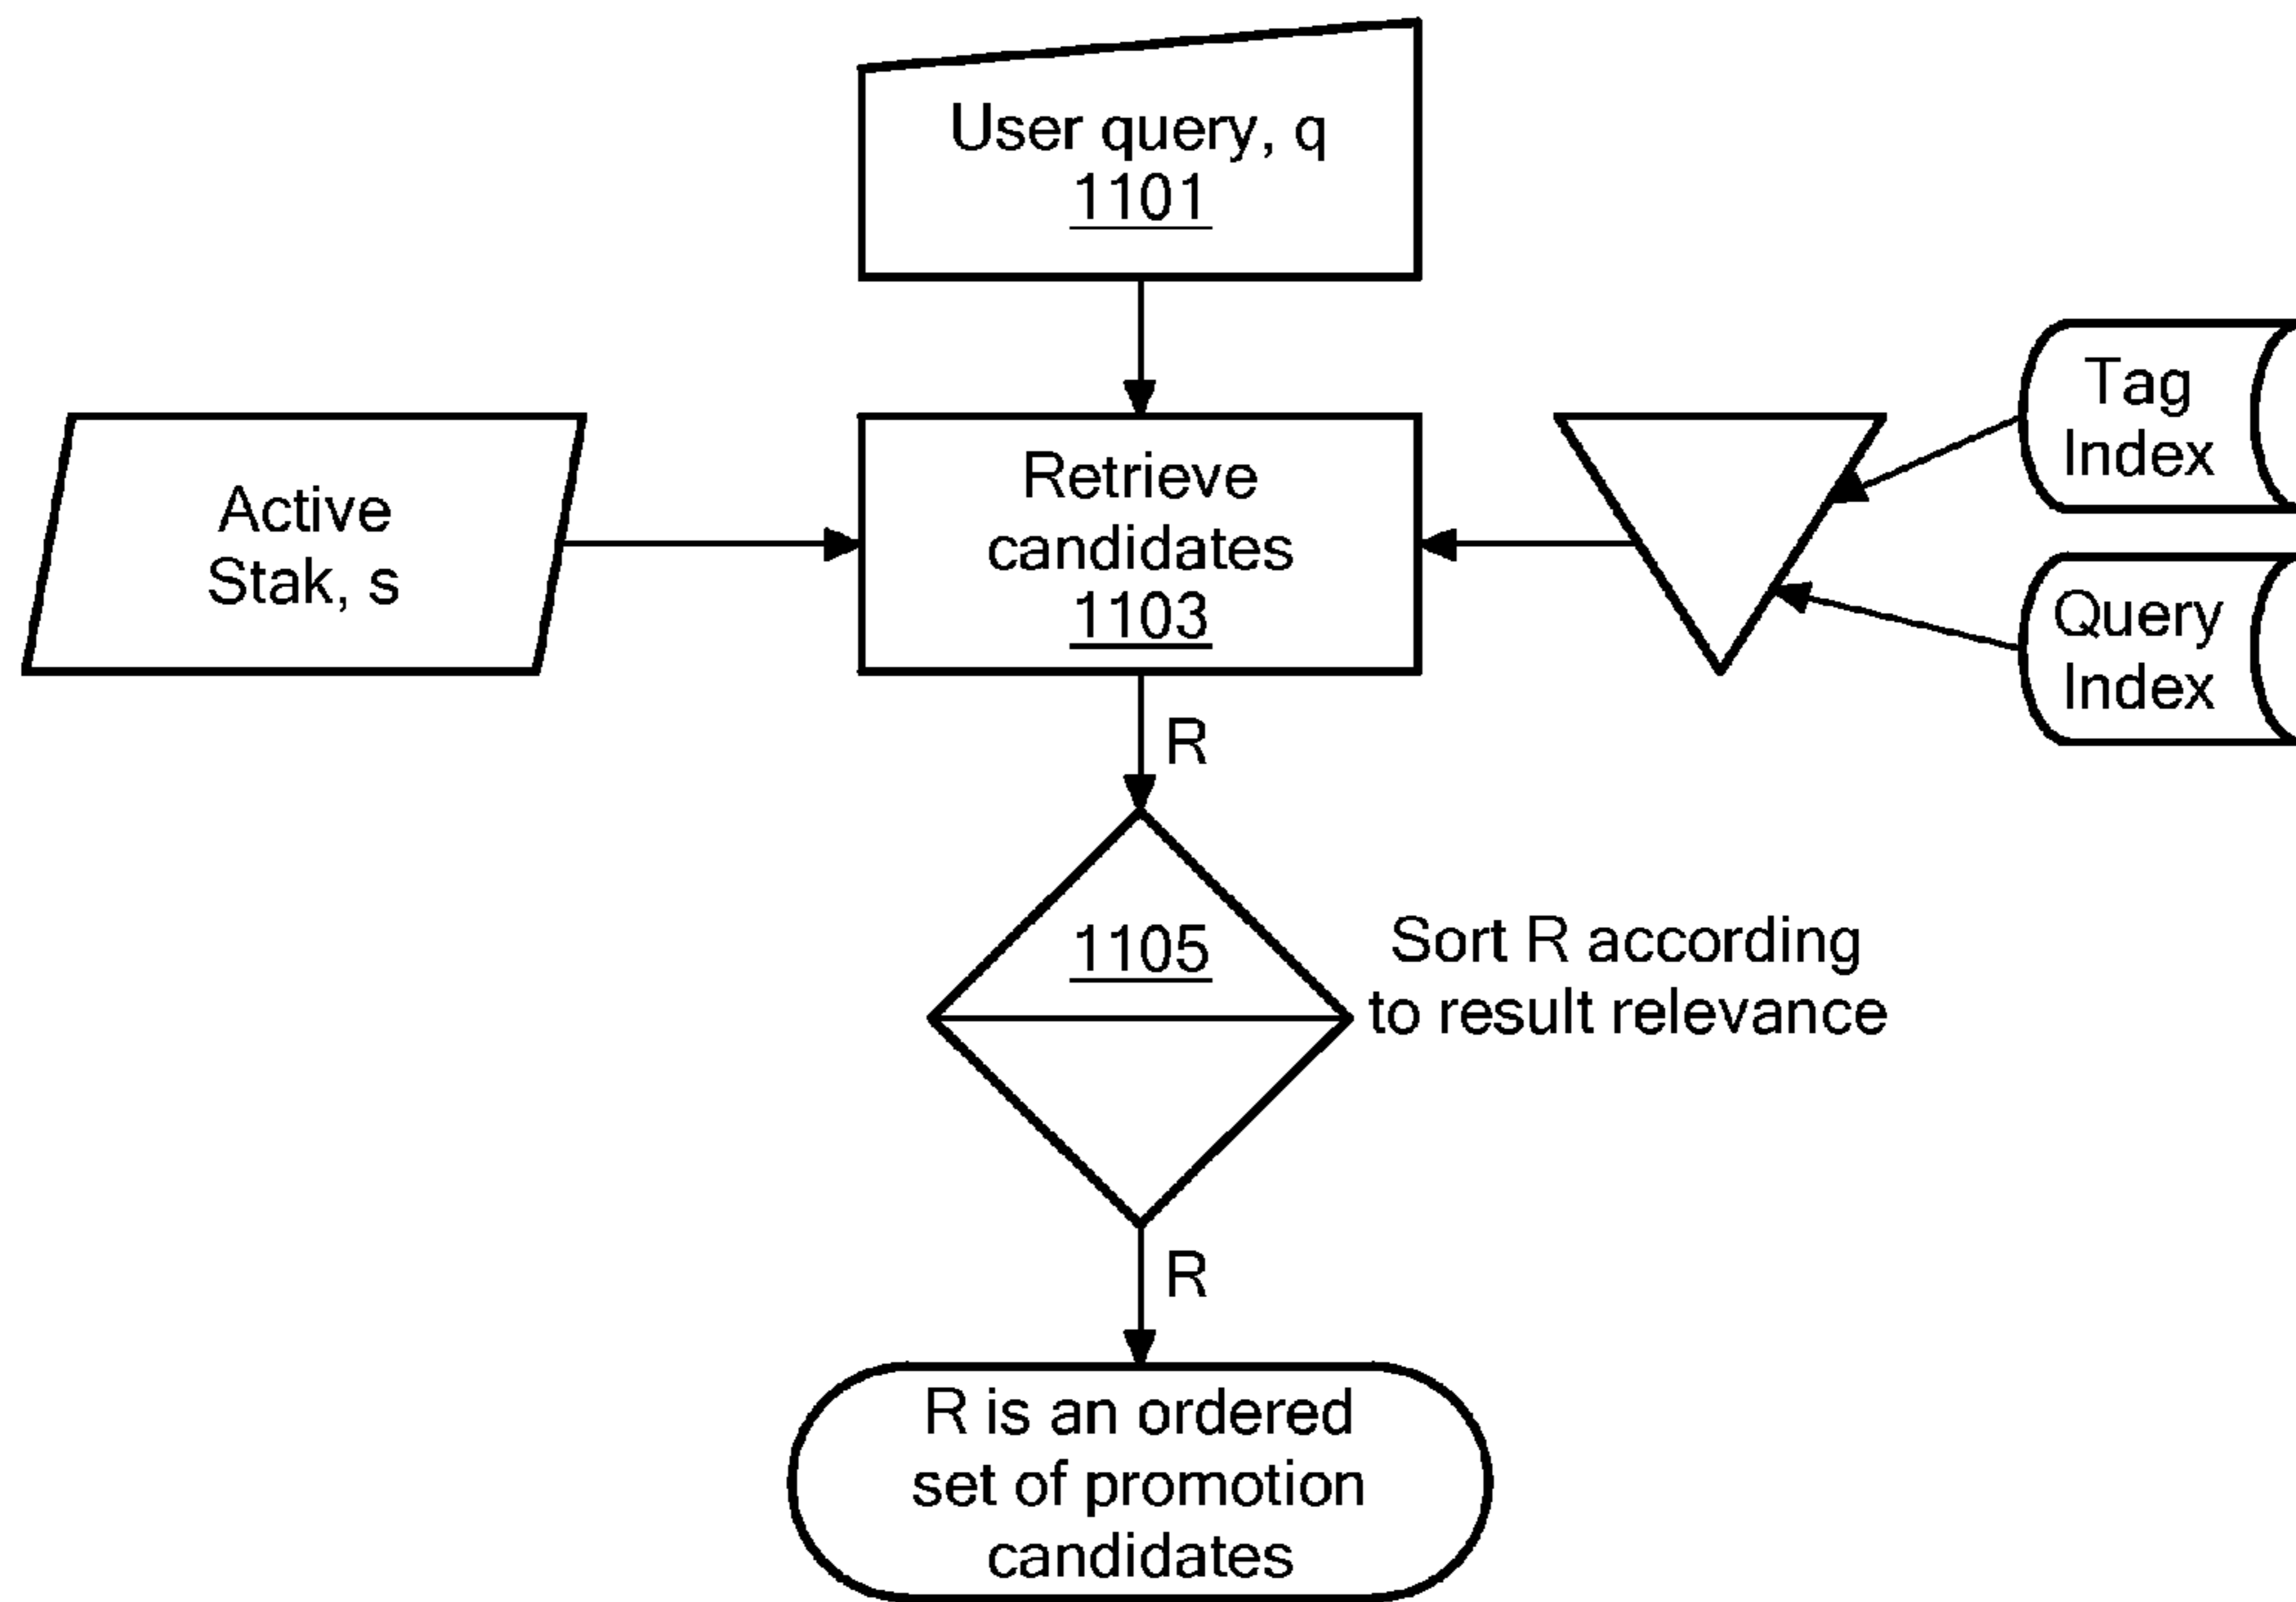 User query, q
1101
Active
Stak, s
Retrieve
candidates
1103
Tag
Index
Query
Index
R
1105
Sort R according
to result relevance
R
R is an ordered
set of promotion
candidates